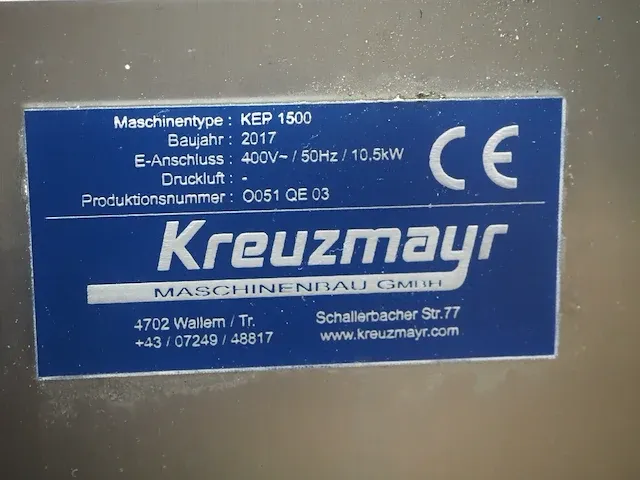 Maschinentype : KEP 1500
Baujahr : 2017
E-Anschluss : 400V~ / 50Hz / 10.5kW
Druckluft : -
Produktionsnummer : O051 QE 03
CE
Kreuzmayr
MASCHINENBAU GMBH
4702 Wallern / Tr. Schallerbacher Str.77
+43 / 07249 / 48817 www.kreuzmayr.com